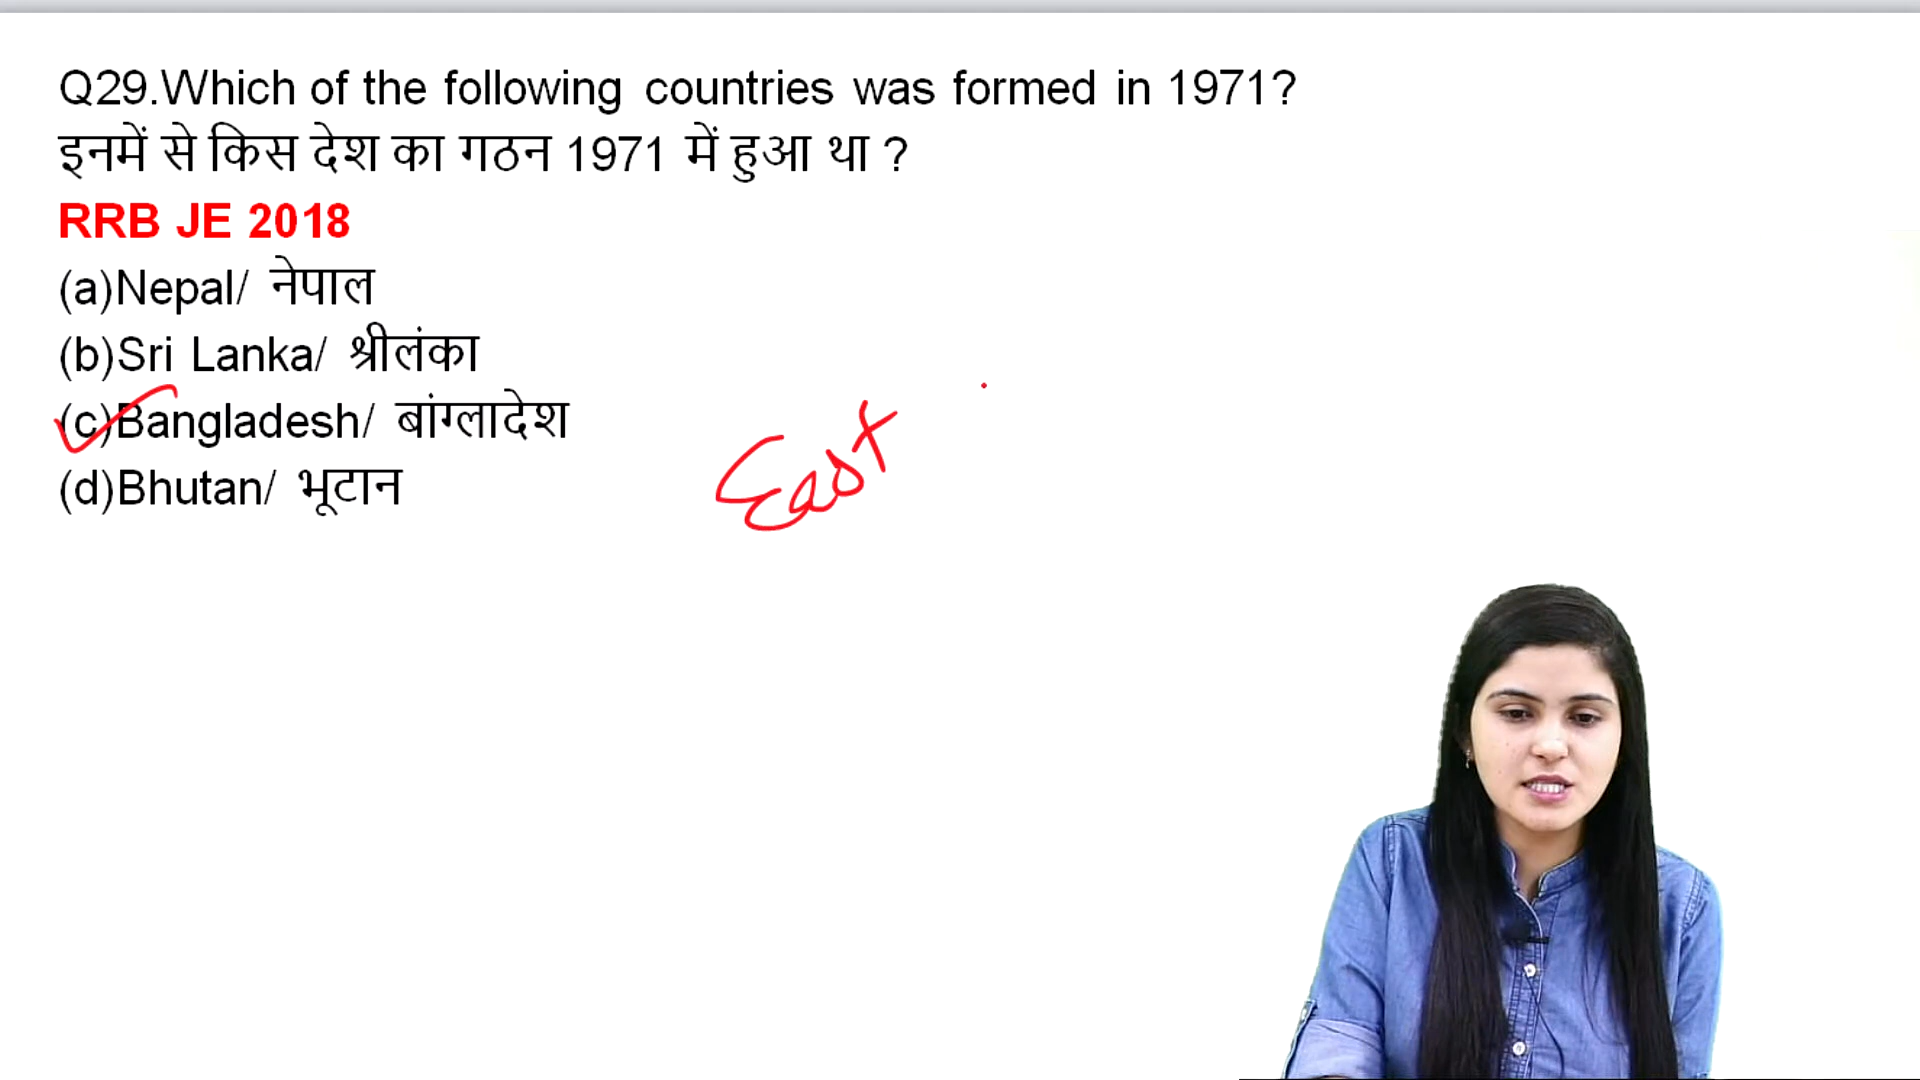 Q29.Which of the following countries was formed in 1971?
इनमें से किस देश का गठन 1971 में हुआ था ?
RRB JE 2018
(a)Nepal/ नेपाल
(b)Sri Lanka/ श्रीलंका
(c)Bangladesh/ बांग्लादेश
(d)Bhutan/ भूटान
East